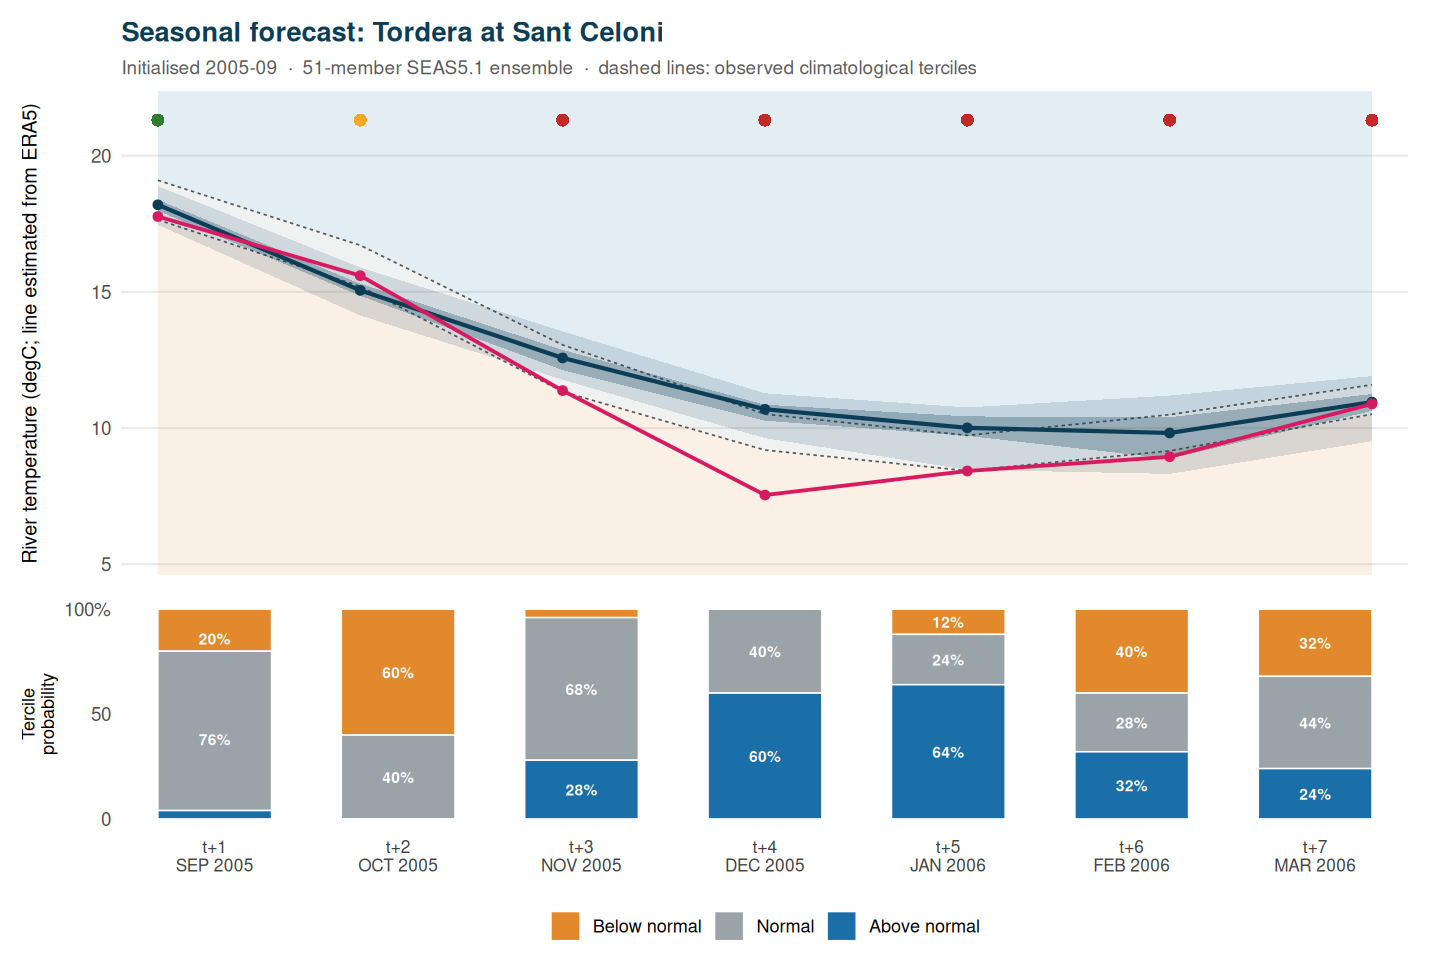 Seasonal forecast: Tordera at Sant Celoni
Initialised 2005-09 · 51-member SEAS5.1 ensemble · dashed lines: observed climatological terciles
River temperature (degC; line estimated from ERA5)
20
15
10
5
Tercile
probability
100%
50
0
20%
76%
60%
40%
68%
28%
40%
60%
12%
24%
64%
40%
28%
32%
32%
44%
24%
t+1
SEP 2005
t+2
OCT 2005
t+3
NOV 2005
t+4
DEC 2005
t+5
JAN 2006
t+6
FEB 2006
t+7
MAR 2006
Below normal
Normal
Above normal